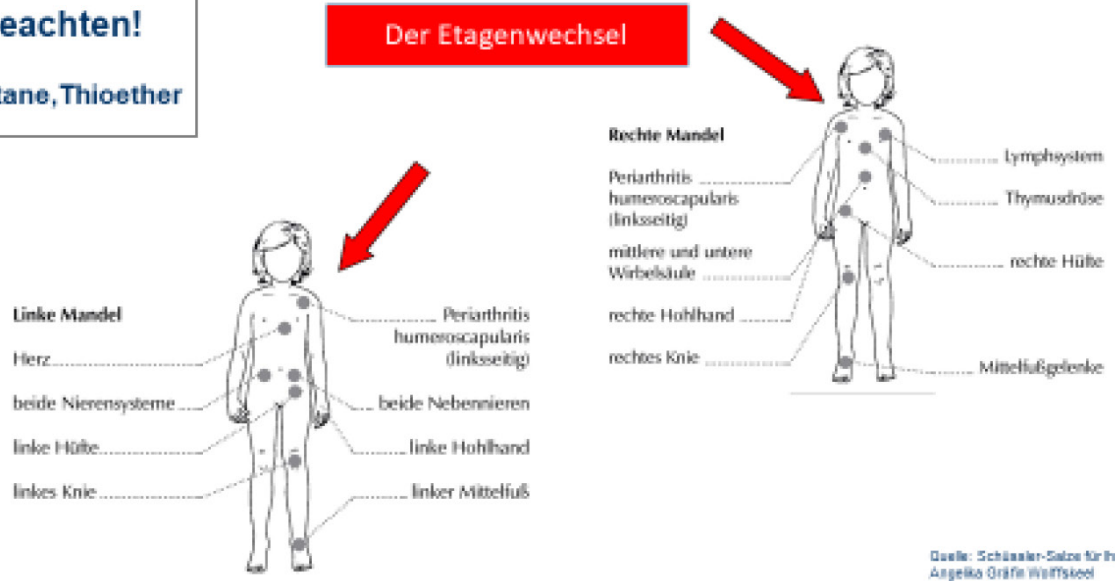 eachten!
tane, Thioether
Der Etagenwechsel
Rechte Mandel
Periarthritis
humeroscapularis
(linksseitig)
mittlere und untere
Wirbelsäule
rechte Hohlhand
rechtes Knie
Lymphsystem
Thymusdrüse
rechte Hüfte
Mittelfußgelenke
Linke Mandel
Herz
beide Nierensysteme
linke Hüfte
linkes Knie
Periarthritis
humeroscapularis
(linksseitig)
beide Nebennieren
linke Hohlhand
linker Mittelfuß
Quelle: Schüssler-Salze für Ih
Angelika Gräfin Wolffskeel